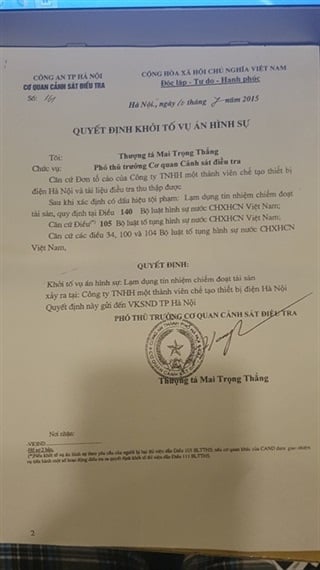 CÔNG AN TP HÀ NỘI
CƠ QUAN CẢNH SÁT ĐIỀU TRA
Số:
CỘNG HÒA XÃ HỘI CHỦ NGHĨA VIỆT NAM
Độc lập - Tự do - Hạnh phúc
Hà Nội, ngày tháng 7 năm 2015
QUYẾT ĐỊNH KHỞI TỐ VỤ ÁN HÌNH SỰ
Tôi: Thượng tá Mai Trọng Thắng
Chức vụ: Phó thủ trưởng Cơ quan Cảnh sát điều tra
Căn cứ Đơn tố cáo của Công ty TNHH một thành viên chế tạo thiết bị
điện Hà Nội và tài liệu điều tra thu thập được
Sau khi xác định có dấu hiệu tội phạm: Lạm dụng tín nhiệm chiếm đoạt
tài sản, quy định tại Điều 140 Bộ luật hình sự nước CHXHCN Việt Nam;
Căn cứ Điều(*) 105 Bộ luật tố tụng hình sự nước CHXHCN Việt Nam;
Căn cứ các điều 34, 100 và 104 Bộ luật tố tụng hình sự nước CHXHCN
Việt Nam,
QUYẾT ĐỊNH:
Khởi tố vụ án hình sự: Lạm dụng tín nhiệm chiếm đoạt tài sản
xảy ra tại: Công ty TNHH một thành viên chế tạo thiết bị điện Hà Nội
Quyết định này gửi đến VKSND TP Hà Nội
PHÓ THỦ TRƯỞNG CƠ QUAN CẢNH SÁT ĐIỀU TRA
Thượng tá Mai Trọng Thắng
Nơi nhận:
-VKSND
-Hồ sơ 2 bản.
2